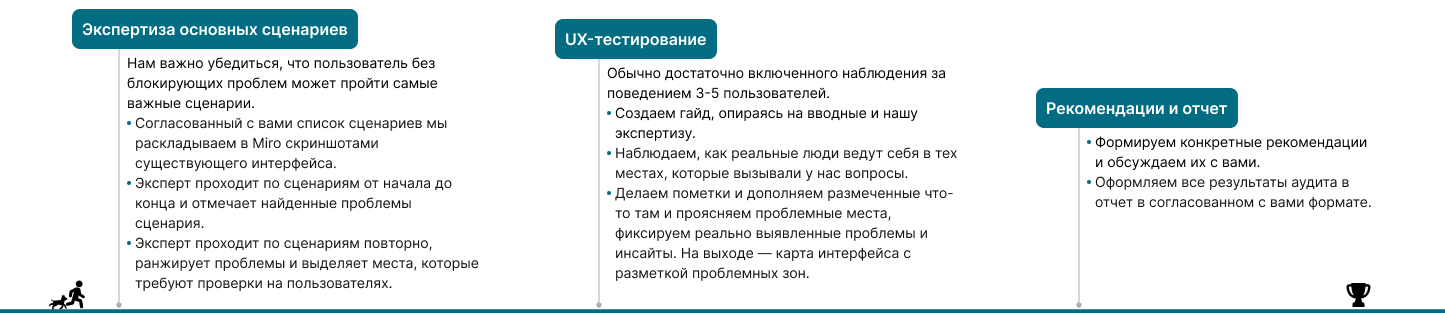 Экспертиза основных сценариев
Нам важно убедиться, что пользователь без
блокирующих проблем может пройти самые
важные сценарии.
• Согласованный с вами список сценариев мы
раскладываем в Miro скриншотами
существующего интерфейса.
• Эксперт проходит по сценариям от начала до
конца и отмечает найденные проблемы
сценария.
• Эксперт проходит по сценариям повторно,
ранжирует проблемы и выделяет места, которые
требуют проверки на пользователях.
UX-тестирование
Обычно достаточно включенного наблюдения за
поведением 3-5 пользователей.
• Создаем гайд, опираясь на вводные и нашу
экспертизу.
• Наблюдаем, как реальные люди ведут себя в тех
местах, которые вызывали у нас вопросы.
• Делаем пометки и дополняем размеченные что-
то там и проясняем проблемные места,
фиксируем реально выявленные проблемы и
инсайты. На выходе — карта интерфейса с
разметкой проблемных зон.
Рекомендации и отчет
• Формируем конкретные рекомендации
и обсуждаем их с вами.
• Оформляем все результаты аудита в
отчет в согласованном с вами формате.